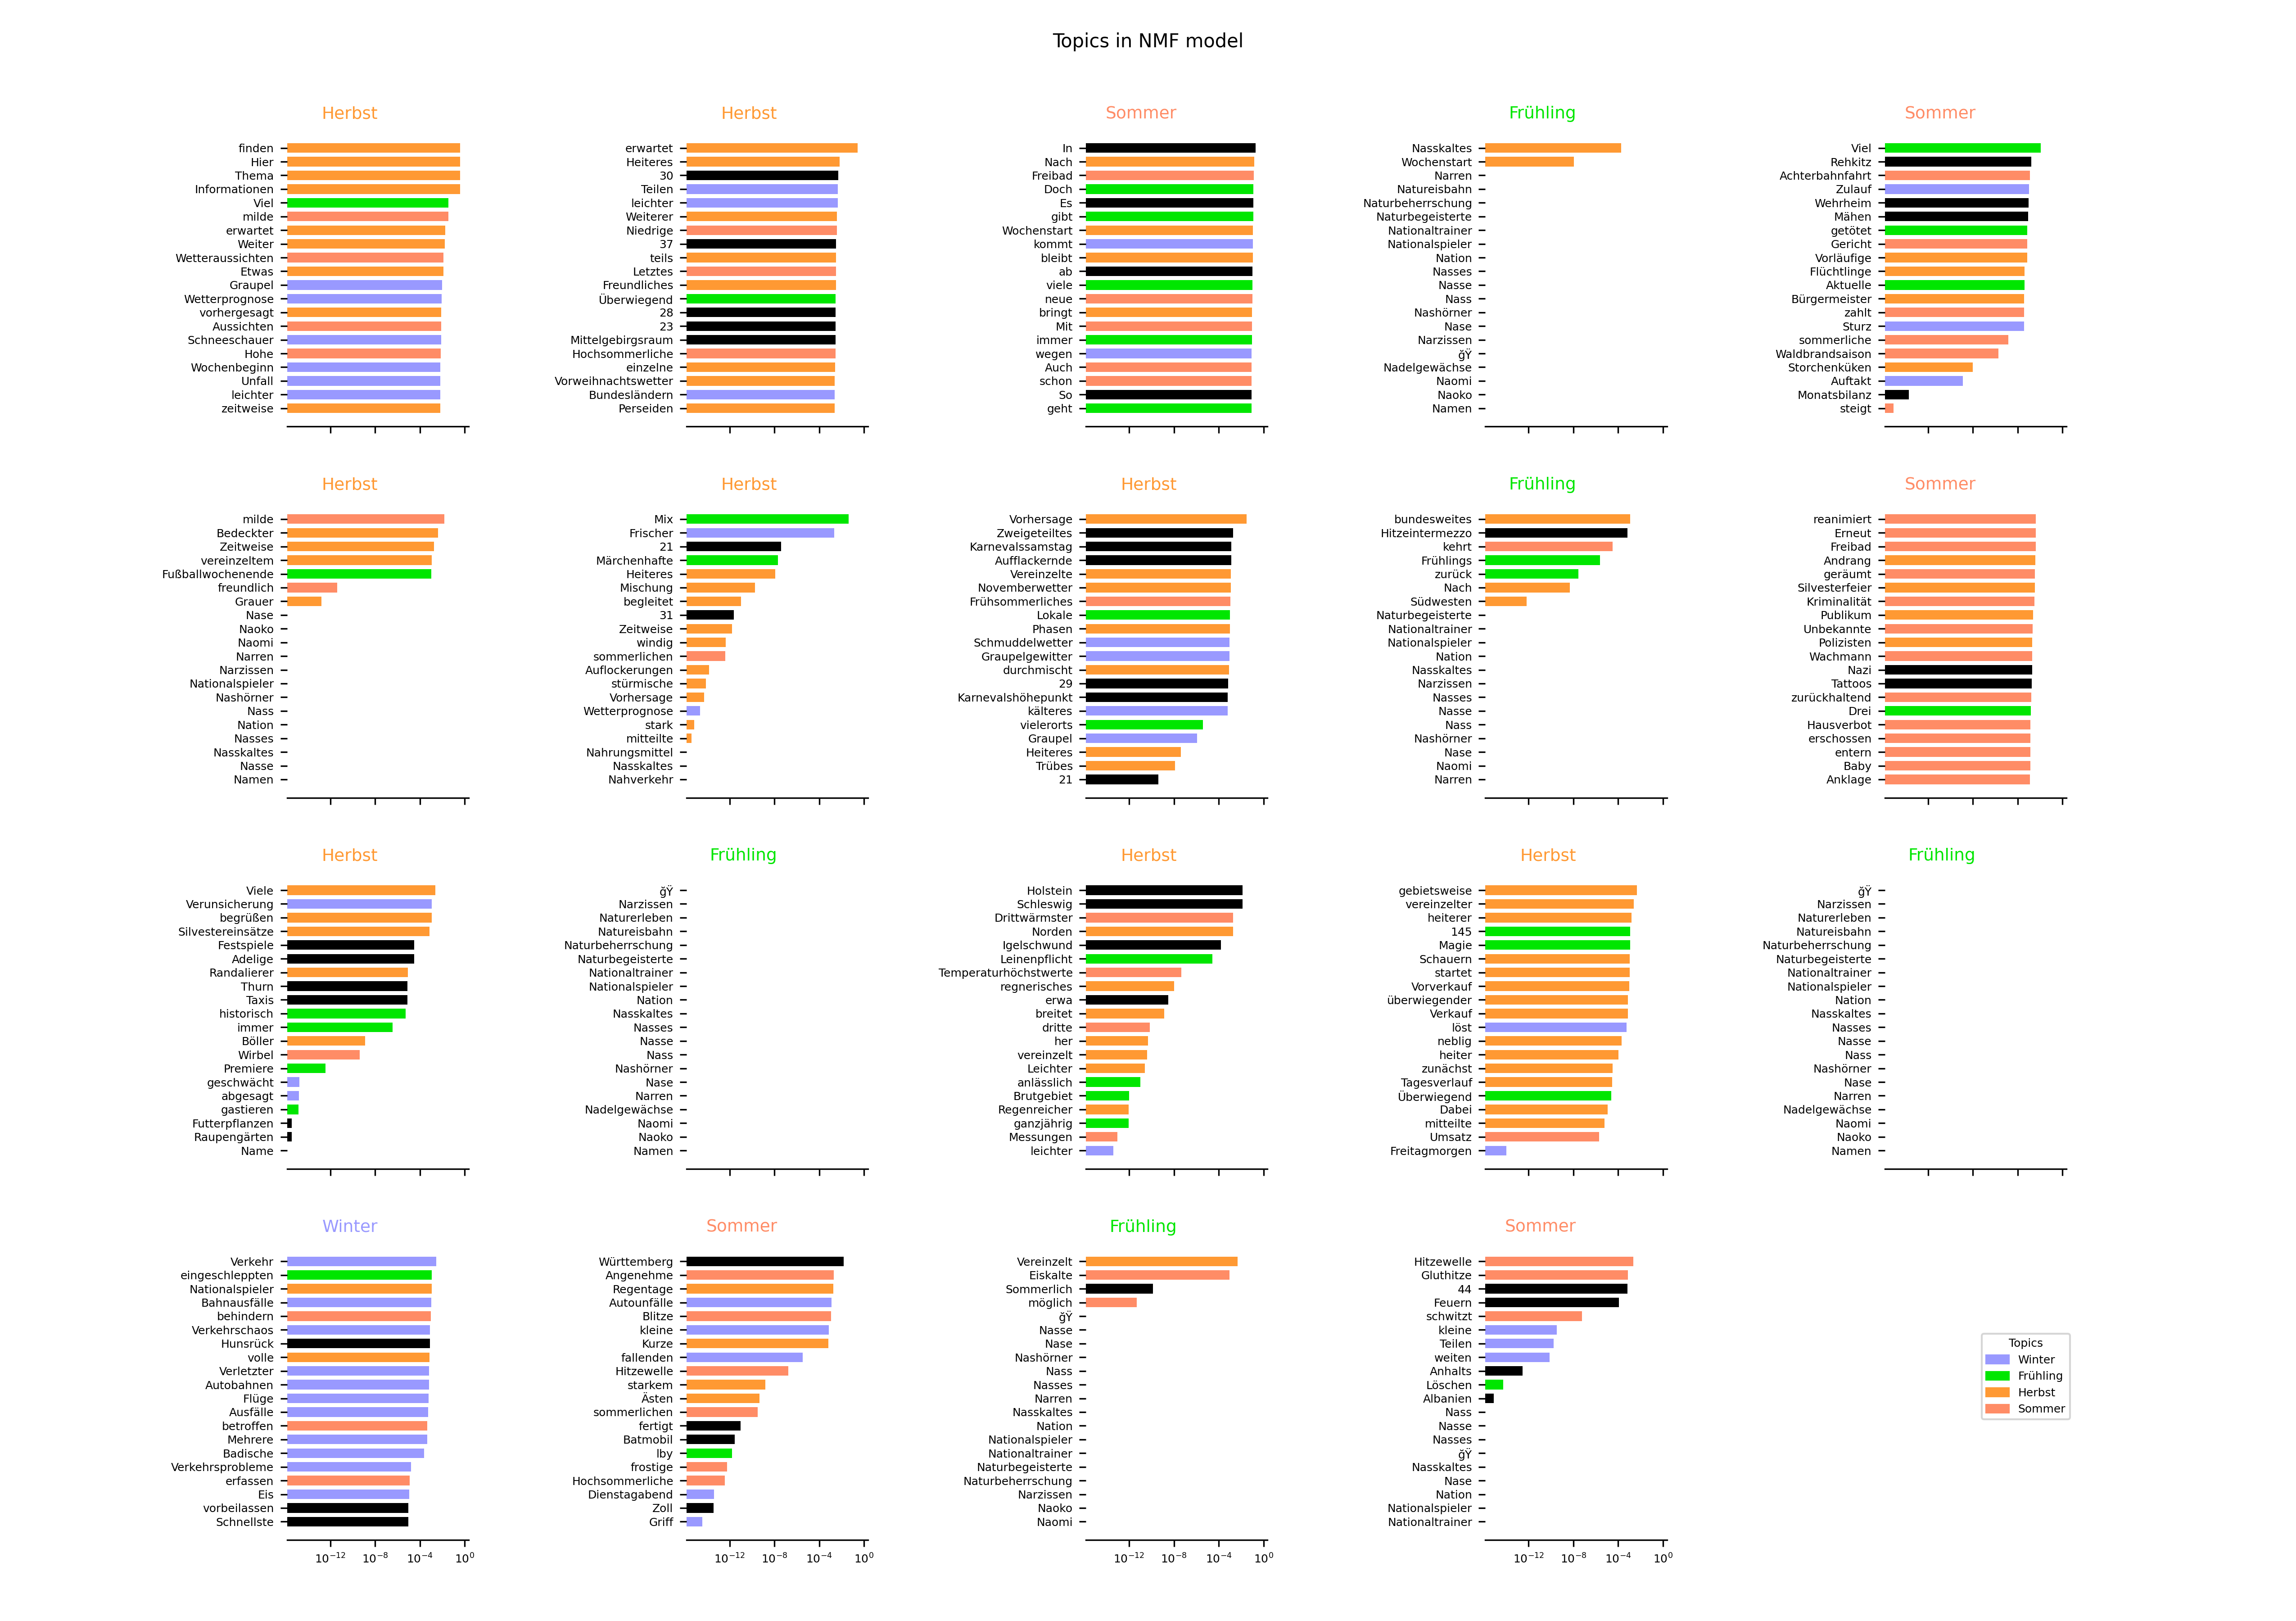 Topics in NMF model
Herbst
finden
Hier
Thema
Informationen
Viel
milde
erwartet
Weiter
Wetteraussichten
Etwas
Graupel
Wetterprognose
vorhergesagt
Aussichten
Schneeschauer
Hohe
Wochenbeginn
Unfall
leichter
zeitweise
Herbst
erwartet
Heiteres
30
Teilen
leichter
Weiterer
Niedrige
37
teils
Letztes
Freundliches
Überwiegend
28
23
Mittelgebirgsraum
Hochsommerliche
einzelne
Vorweihnachtswetter
Bundesländern
Perseiden
Sommer
In
Nach
Freibad
Doch
Es
gibt
Wochenstart
kommt
bleibt
ab
viele
neue
bringt
Mit
immer
wegen
Auch
schon
So
geht
Frühling
Nasskaltes
Wochenstart
Narren
Natureisbahn
Naturbeherrschung
Naturbegeisterte
Nationaltrainer
Nationalspieler
Nation
Nasses
Nasse
Nass
Nashörner
Nase
Narzissen
ğŸ
Nadelgewächse
Naomi
Naoko
Namen
Sommer
Viel
Rehkitz
Achterbahnfahrt
Zulauf
Wehrheim
Mähen
getötet
Gericht
Vorläufige
Flüchtlinge
Aktuelle
Bürgermeister
zahlt
Sturz
sommerliche
Waldbrandsaison
Storchenküken
Auftakt
Monatsbilanz
steigt
Herbst
milde
Bedeckter
Zeitweise
vereinzeltem
Fußballwochenende
freundlich
Grauer
Nase
Naoko
Naomi
Narren
Narzissen
Nationalspieler
Nashörner
Nass
Nation
Nasses
Nasskaltes
Nasse
Namen
Herbst
Mix
Frischer
21
Märchenhafte
Heiteres
Mischung
begleitet
31
Zeitweise
windig
sommerlichen
Auflockerungen
stürmische
Vorhersage
Wetterprognose
stark
mitteilte
Nahrungsmittel
Nasskaltes
Nahverkehr
Herbst
Vorhersage
Zweigeteiltes
Karnevalssamstag
Aufflackernde
Vereinzelte
Novemberwetter
Frühsommerliches
Lokale
Phasen
Schmuddelwetter
Graupelgewitter
durchmischt
29
Karnevalshöhepunkt
kälteres
vielerorts
Graupel
Heiteres
Trübes
21
Frühling
bundesweites
Hitzeintermezzo
kehrt
Frühlings
zurück
Nach
Südwesten
Naturbegeisterte
Nationaltrainer
Nationalspieler
Nation
Nasskaltes
Narzissen
Nasses
Nasse
Nass
Nashörner
Nase
Naomi
Narren
Sommer
reanimiert
Erneut
Freibad
Andrang
geräumt
Silvesterfeier
Kriminalität
Publikum
Unbekannte
Polizisten
Wachmann
Nazi
Tattoos
zurückhaltend
Drei
Hausverbot
erschossen
entern
Baby
Anklage
Herbst
Viele
Verunsicherung
begrüßen
Silvestereinsätze
Festspiele
Adelige
Randalierer
Thurn
Taxis
historisch
immer
Böller
Wirbel
Premiere
geschwächt
abgesagt
gastieren
Futterpflanzen
Raupengärten
Name
Frühling
ğŸ
Narzissen
Naturerleben
Natureisbahn
Naturbeherrschung
Naturbegeisterte
Nationaltrainer
Nationalspieler
Nation
Nasskaltes
Nasses
Nasse
Nass
Nashörner
Nase
Narren
Nadelgewächse
Naomi
Naoko
Namen
Herbst
Holstein
Schleswig
Drittwärmster
Norden
Igelschwund
Leinenpflicht
Temperaturhöchstwerte
regnerisches
erwa
breitet
dritte
her
vereinzelt
Leichter
anlässlich
Brutgebiet
Regenreicher
ganzjährig
Messungen
leichter
Herbst
gebietsweise
vereinzelter
heiterer
145
Magie
Schauern
startet
Vorverkauf
überwiegender
Verkauf
löst
neblig
heiter
zunächst
Tagesverlauf
Überwiegend
Dabei
mitteilte
Umsatz
Freitagmorgen
Frühling
ğŸ
Narzissen
Naturerleben
Natureisbahn
Naturbeherrschung
Naturbegeisterte
Nationaltrainer
Nationalspieler
Nation
Nasskaltes
Nasses
Nasse
Nass
Nashörner
Nase
Narren
Nadelgewächse
Naomi
Naoko
Namen
Winter
Verkehr
eingeschleppten
Nationalspieler
Bahnausfälle
behindern
Verkehrschaos
Hunsrück
volle
Verletzter
Autobahnen
Flüge
Ausfälle
betroffen
Mehrere
Badische
Verkehrsprobleme
erfassen
Eis
vorbeilassen
Schnellste
10⁻¹² 10⁻⁸ 10⁻⁴ 10⁰
Sommer
Württemberg
Angenehme
Regentage
Autounfälle
Blitze
kleine
Kurze
fallenden
Hitzewelle
starkem
Ästen
sommerlichen
fertigt
Batmobil
lby
frostige
Hochsommerliche
Dienstagabend
Zoll
Griff
10⁻¹² 10⁻⁸ 10⁻⁴ 10⁰
Frühling
Vereinzelt
Eiskalte
Sommerlich
möglich
ğŸ
Nasse
Nase
Nashörner
Nass
Nasses
Narren
Nasskaltes
Nation
Nationalspieler
Nationaltrainer
Naturbegeisterte
Naturbeherrschung
Narzissen
Naoko
Naomi
10⁻¹² 10⁻⁸ 10⁻⁴ 10⁰
Sommer
Hitzewelle
Gluthitze
44
Feuern
schwitzt
kleine
Teilen
weiten
Anhalts
Löschen
Albanien
Nass
Nasse
Nasses
ğŸ
Nasskaltes
Nase
Nation
Nationalspieler
Nationaltrainer
10⁻¹² 10⁻⁸ 10⁻⁴ 10⁰
Topics
Winter
Frühling
Herbst
Sommer